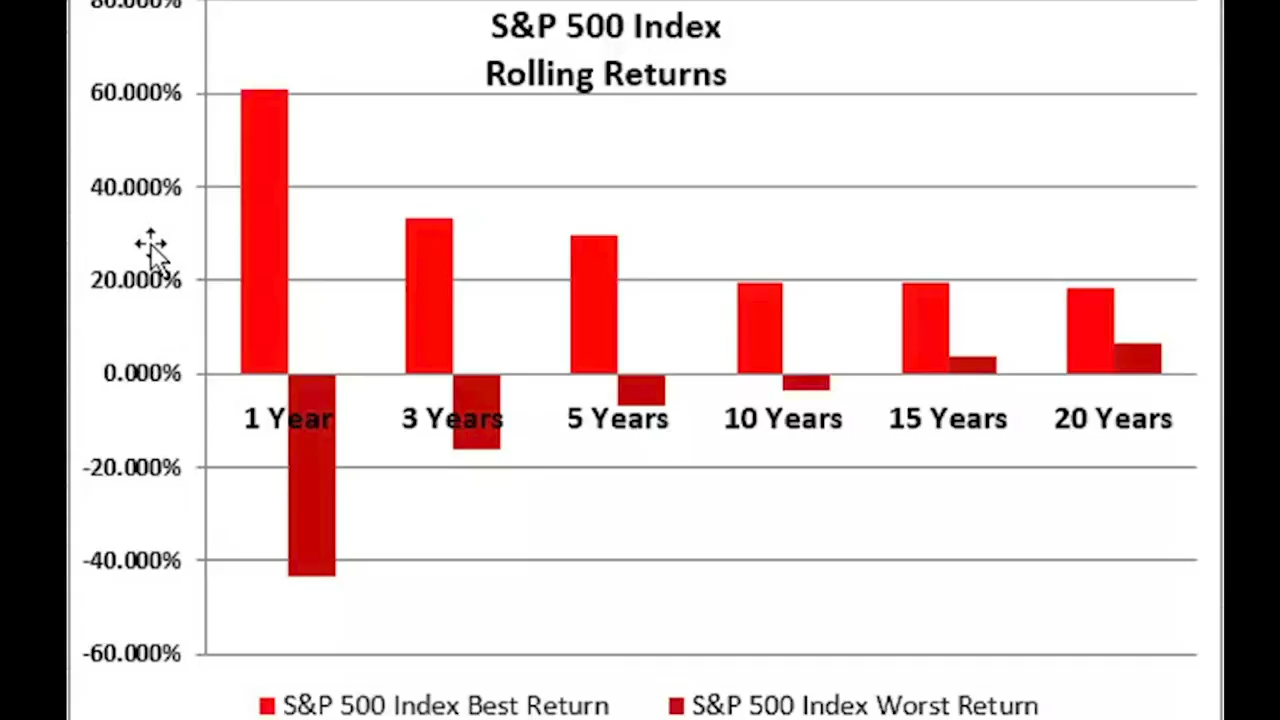 80.000%
S&P 500 Index
Rolling Returns
60.000%
40.000%
20.000%
0.000%
1 Year 3 Years 5 Years 10 Years 15 Years 20 Years
-20.000%
-40.000%
-60.000%
S&P 500 Index Best Return S&P 500 Index Worst Return